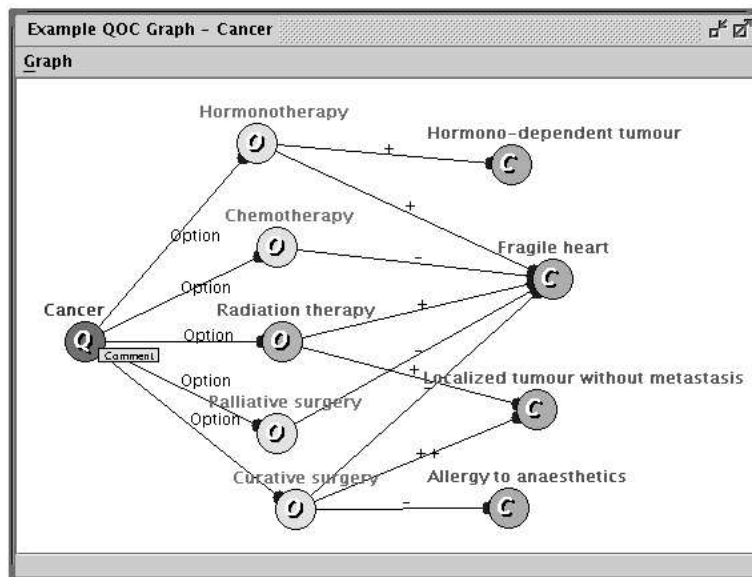 Example QOC Graph - Cancer
Graph
Hormonotherapy
O
+
Hormono-dependent tumour
C
Option
+
Chemotherapy
O
-
Fragile heart
C
Option
Cancer
Q
Comment
Option
Radiation therapy
O
+
Option
-
+
Localized tumour without metastasis
C
-
Palliative surgery
O
Option
++
Curative surgery
O
-
Allergy to anaesthetics
C